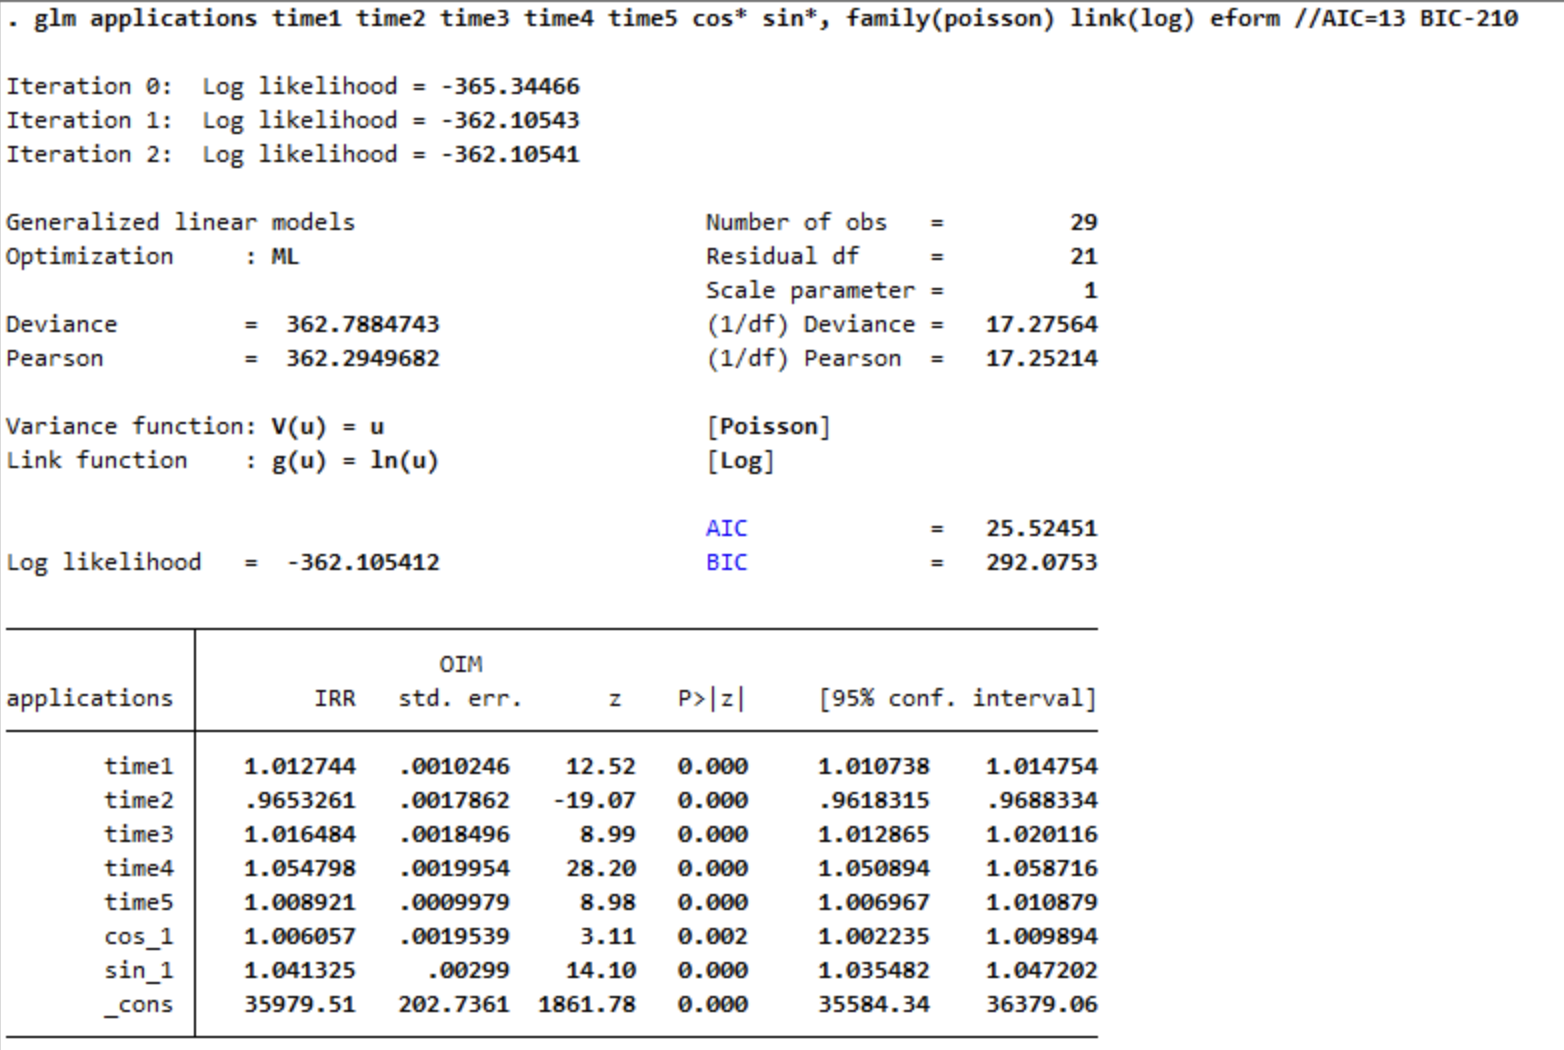 . glm applications time1 time2 time3 time4 time5 cos* sin*, family(poisson) link(log) eform //AIC=13 BIC-210
Iteration 0:  Log likelihood = -365.34466
Iteration 1:  Log likelihood = -362.10543
Iteration 2:  Log likelihood = -362.10541
Generalized linear models                         Number of obs   =         29
Optimization     : ML                             Residual df     =         21
                                                  Scale parameter =          1
Deviance         =  362.7884743                   (1/df) Deviance =   17.27564
Pearson          =  362.2949682                   (1/df) Pearson  =   17.25214
Variance function: V(u) = u                       [Poisson]
Link function    : g(u) = ln(u)                   [Log]
                                                  AIC             =   25.52451
Log likelihood   =  -362.105412                   BIC             =   292.0753
                             OIM
applications          IRR   std. err.      z    P>|z|     [95% conf. interval]
time1     1.012744   .0010246    12.52   0.000     1.010738    1.014754
time2     .9653261   .0017862   -19.07   0.000     .9618315    .9688334
time3     1.016484   .0018496     8.99   0.000     1.012865    1.020116
time4     1.054798   .0019954    28.20   0.000     1.050894    1.058716
time5     1.008921   .0009979     8.98   0.000     1.006967    1.010879
cos_1     1.006057   .0019539     3.11   0.002     1.002235    1.009894
sin_1     1.041325     .00299    14.10   0.000     1.035482    1.047202
_cons     35979.51   202.7361  1861.78   0.000     35584.34    36379.06